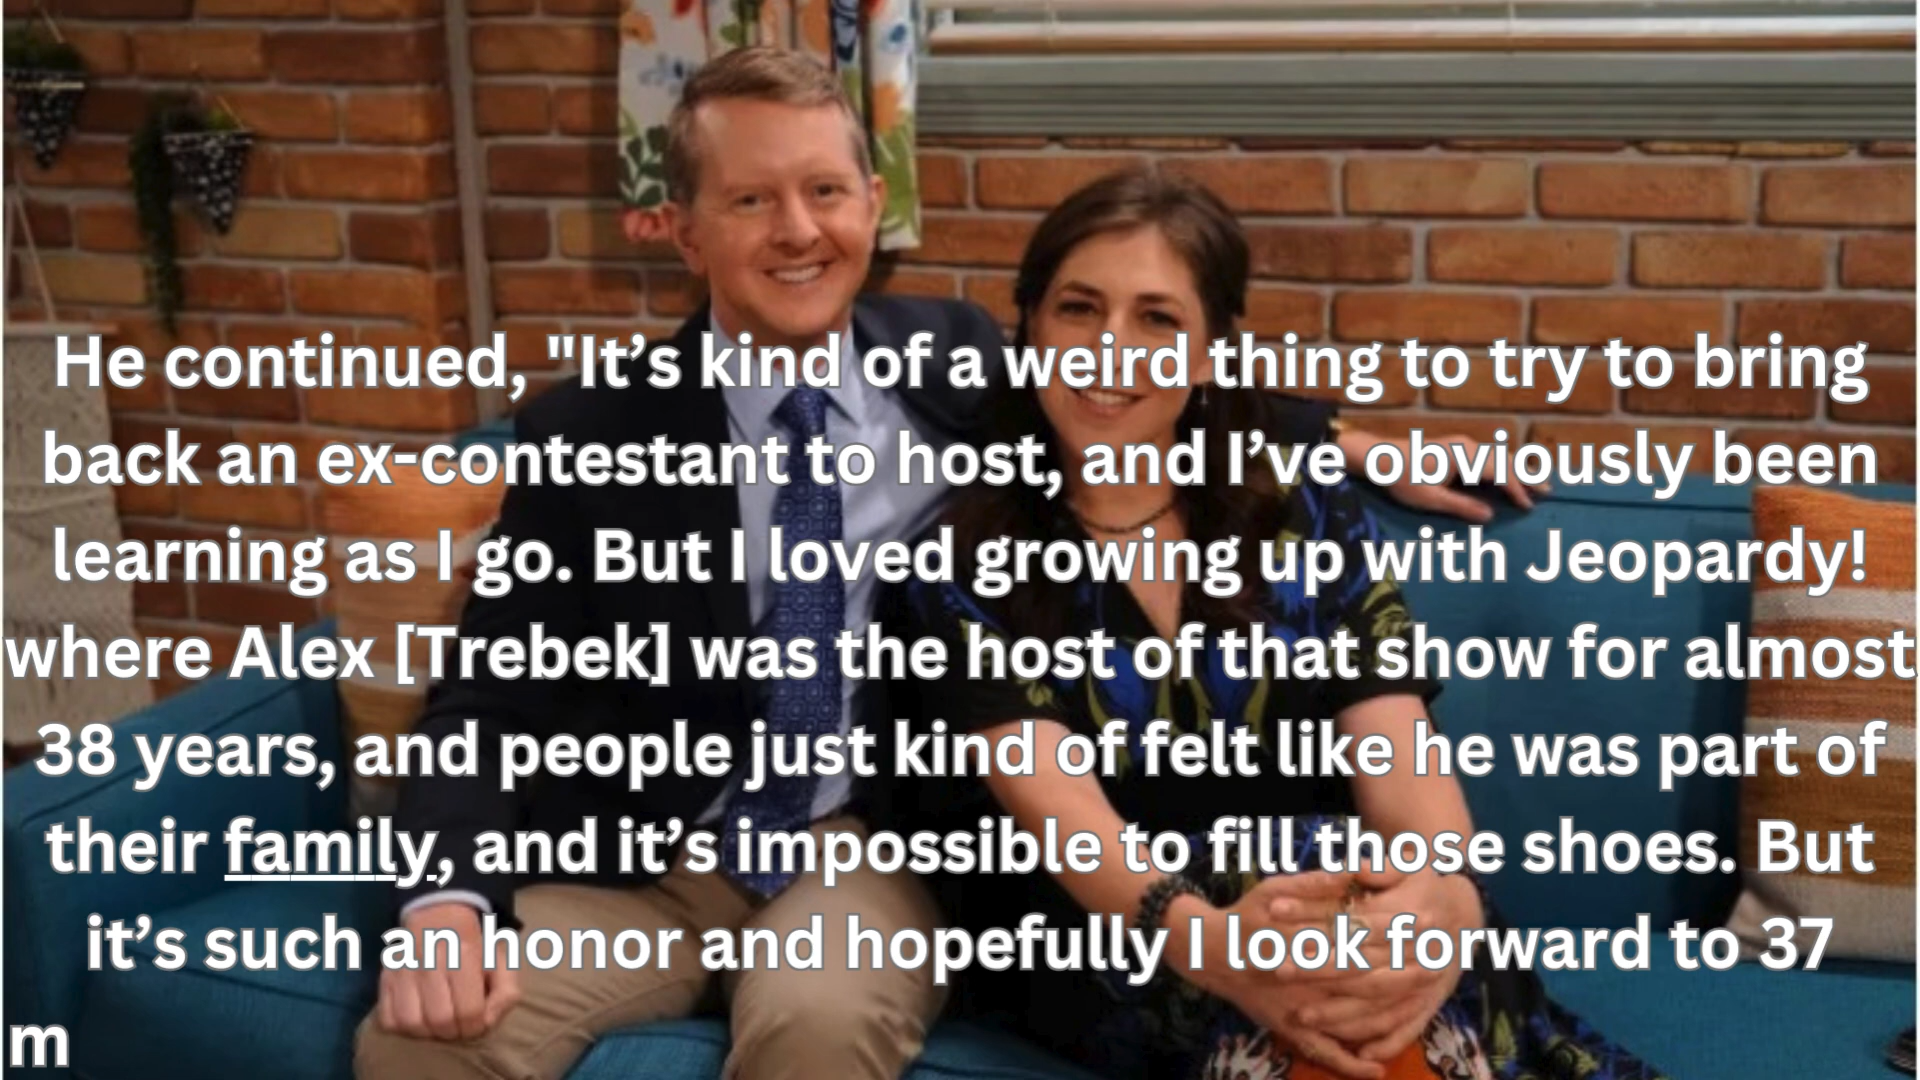 He continued, "It’s kind of a weird thing to try to bring
back an ex-contestant to host, and I’ve obviously been
learning as I go. But I loved growing up with Jeopardy!
where Alex [Trebek] was the host of that show for almost
38 years, and people just kind of felt like he was part of
their family, and it’s impossible to fill those shoes. But
it’s such an honor and hopefully I look forward to 37
m